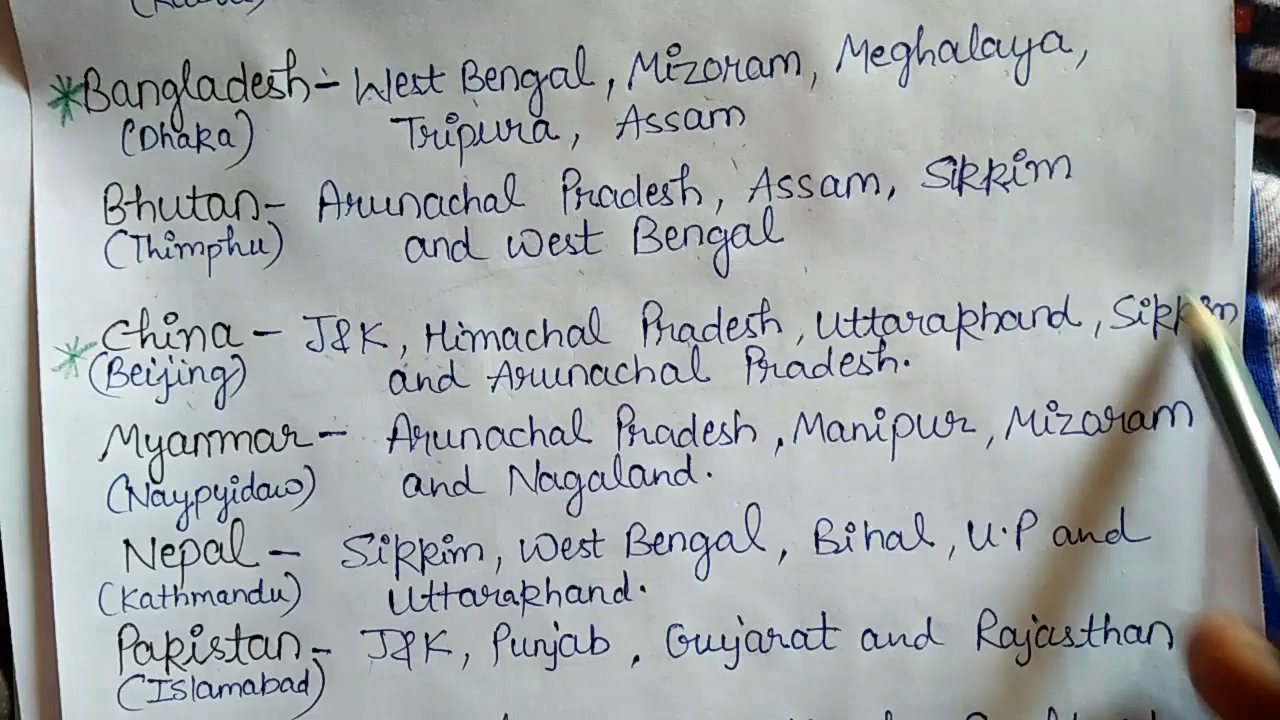 *Bangladesh:- West Bengal, Mizoram, Meghalaya,
(Dhaka) Tripura, Assam
Bhutan- Arunachal Pradesh, Assam, Sikkim
(Thimphu) and West Bengal
*China - J&K, Himachal Pradesh, Uttarakhand, Sikkim
(Beijing) and Arunachal Pradesh.
Myanmar - Arunachal Pradesh, Manipur, Mizoram
(Naypyidaw) and Nagaland.
Nepal - Sikkim, West Bengal, Bihal, U.P and
(Kathmandu) Uttarakhand.
Pakistan - J&K, Punjab, Gujarat and Rajasthan
(Islamabad)